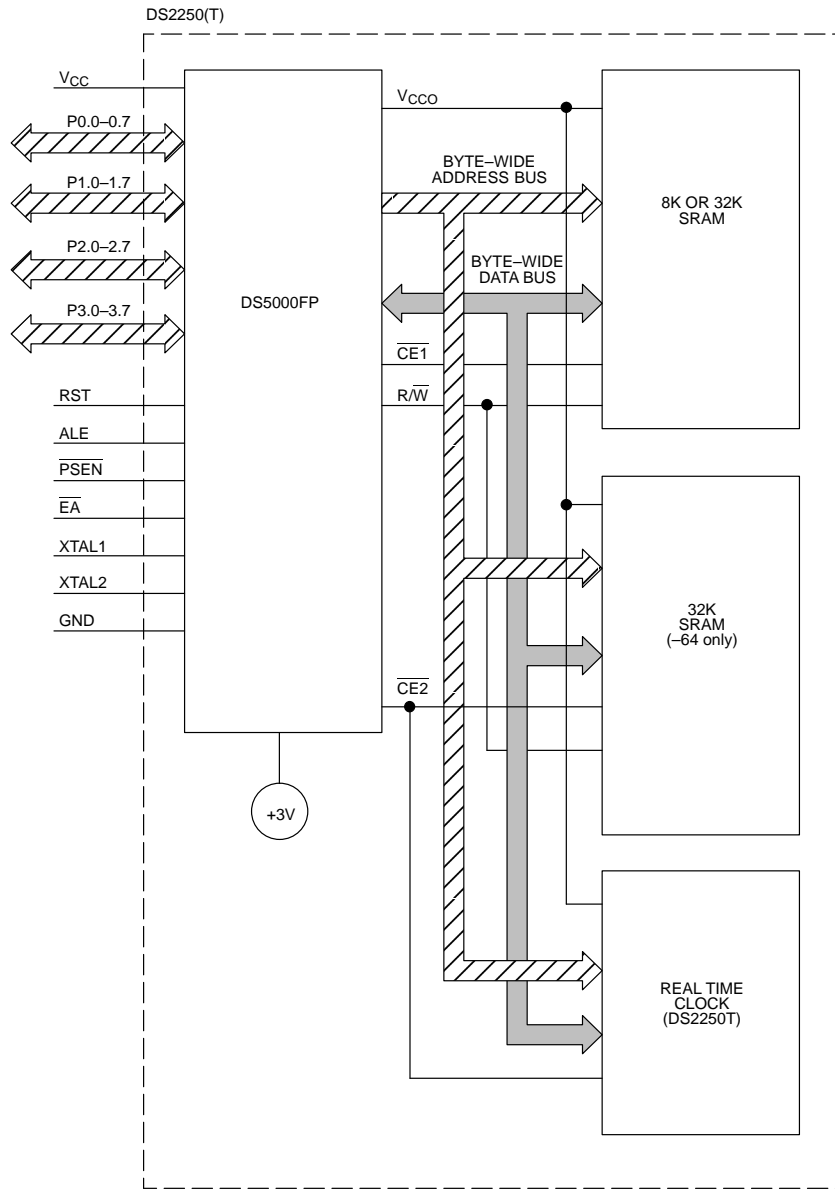 DS2250(T)
VCC
P0.0–0.7
P1.0–1.7
P2.0–2.7
P3.0–3.7
RST
ALE
PSEN
EA
XTAL1
XTAL2
GND
DS5000FP
+3V
VCCO
BYTE–WIDE
ADDRESS BUS
BYTE–WIDE
DATA BUS
CE1
R/W
CE2
8K OR 32K
SRAM
32K
SRAM
(–64 only)
REAL TIME
CLOCK
(DS2250T)